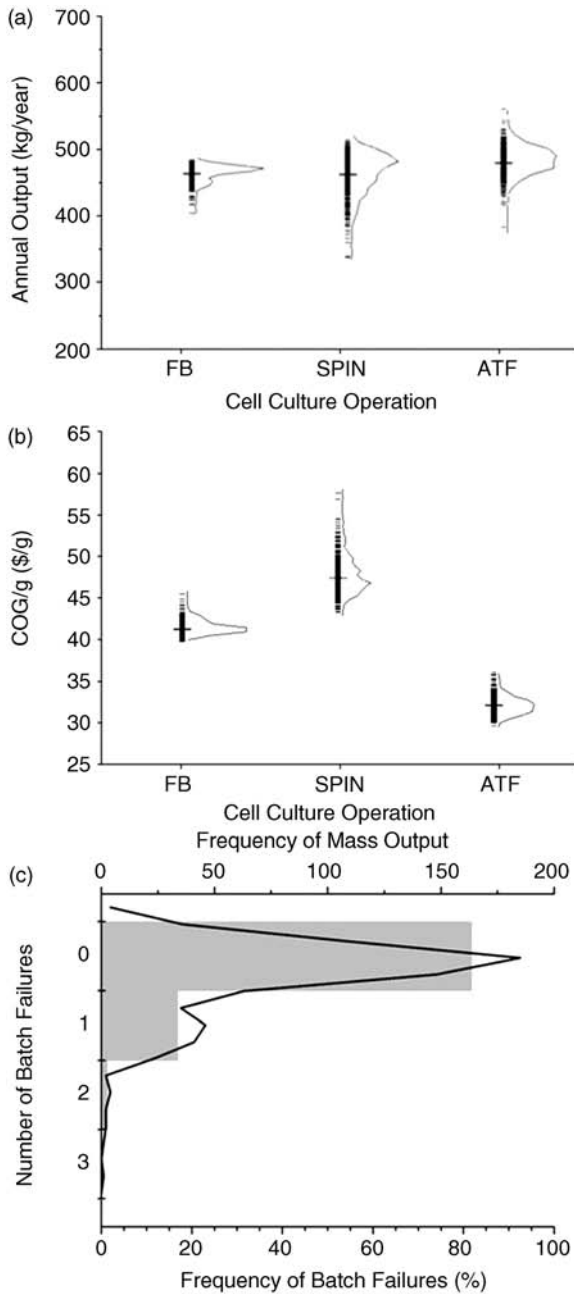 (a)
700
600
500
400
300
200
Annual Output (kg/year)
FB SPIN ATF
Cell Culture Operation
(b)
65
60
55
50
45
40
35
30
25
COG/g ($/g)
FB SPIN ATF
Cell Culture Operation
Frequency of Mass Output
(c)
0 50 100 150 200
0
1
2
3
Number of Batch Failures
0 20 40 60 80 100
Frequency of Batch Failures (%)